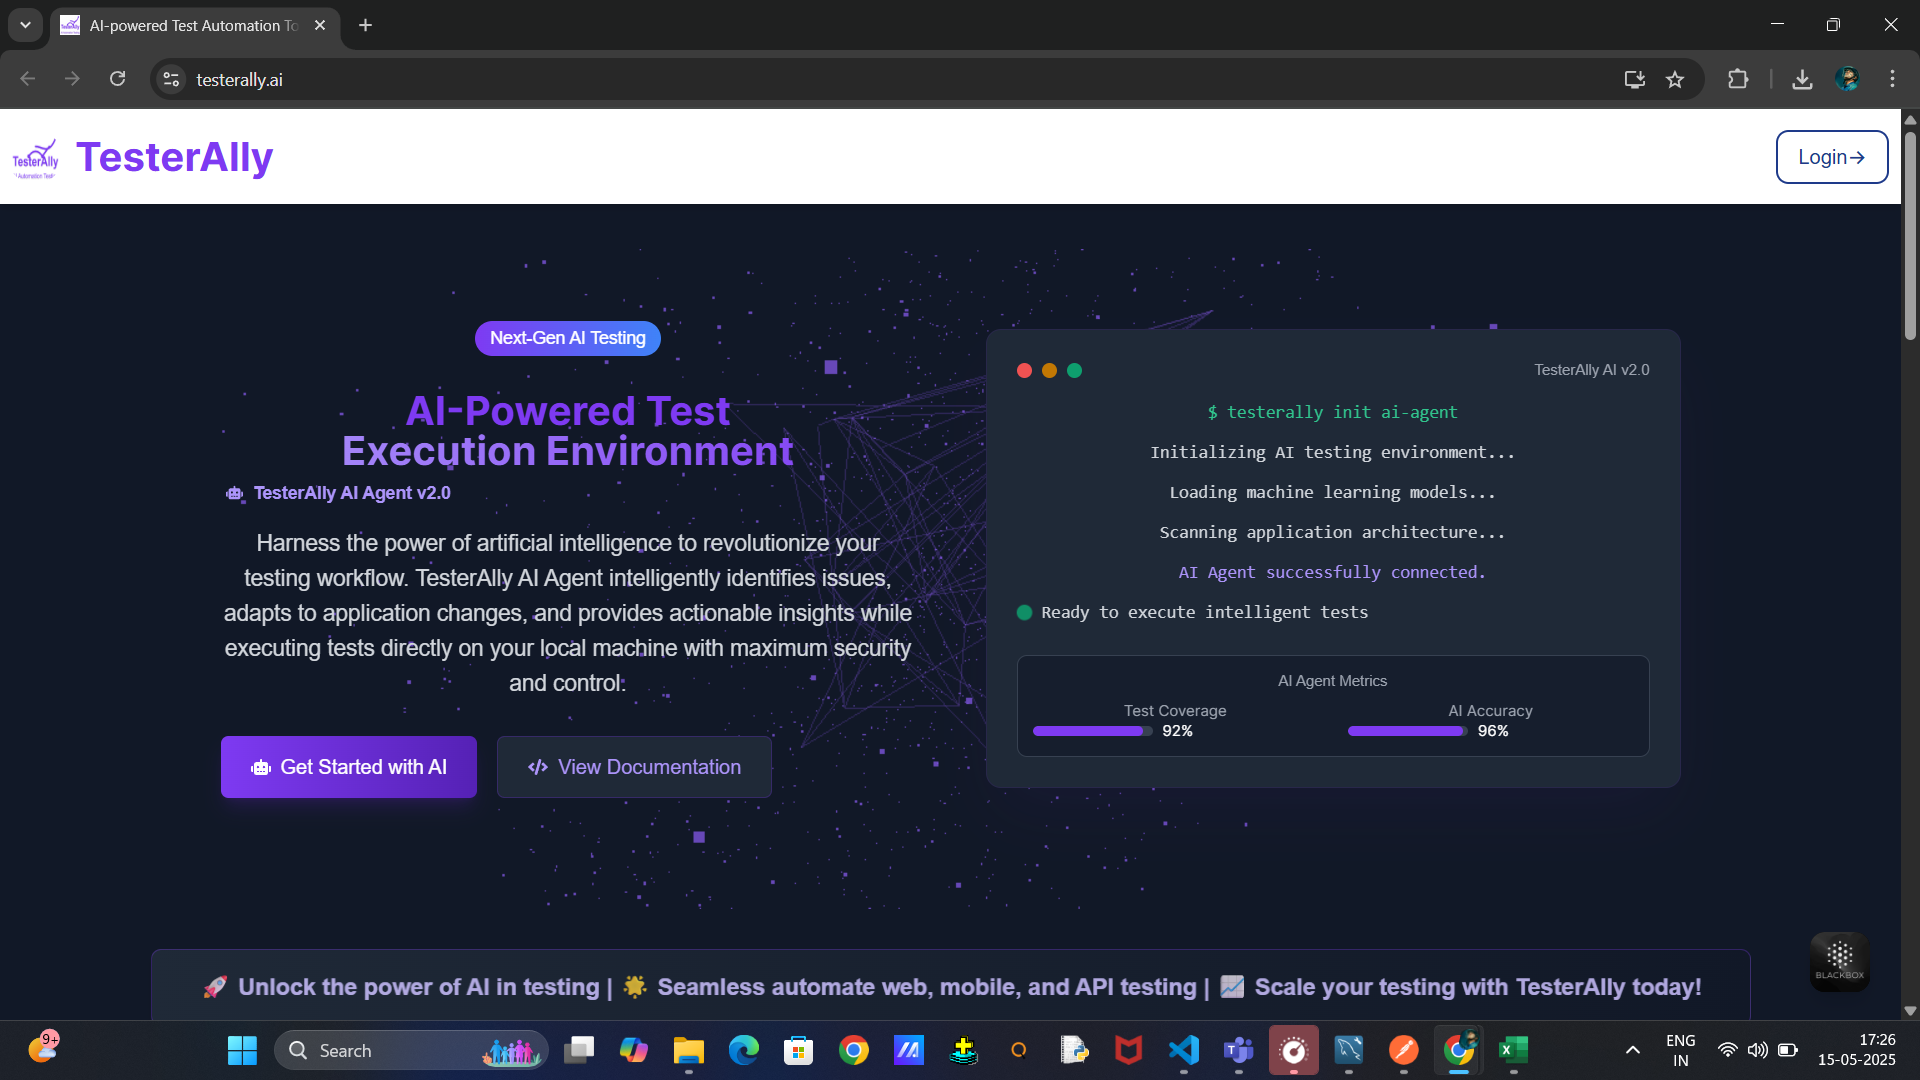 AI-powered Test Automation To
testerally.ai
TesterAlly
TesterAlly
Login→
Next-Gen AI Testing
AI-Powered Test
Execution Environment
TesterAlly AI Agent v2.0
Harness the power of artificial intelligence to revolutionize your
testing workflow. TesterAlly AI Agent intelligently identifies issues,
adapts to application changes, and provides actionable insights while
executing tests directly on your local machine with maximum security
and control.
Get Started with AI
</> View Documentation
TesterAlly AI v2.0
$ testerally init ai-agent
Initializing AI testing environment...
Loading machine learning models...
Scanning application architecture...
AI Agent successfully connected.
Ready to execute intelligent tests
AI Agent Metrics
Test Coverage
92%
AI Accuracy
96%
BLACKBOX
🚀 Unlock the power of AI in testing | 🌟 Seamless automate web, mobile, and API testing | 📈 Scale your testing with TesterAlly today!
9+
Search
ENG
IN
17:26
15-05-2025